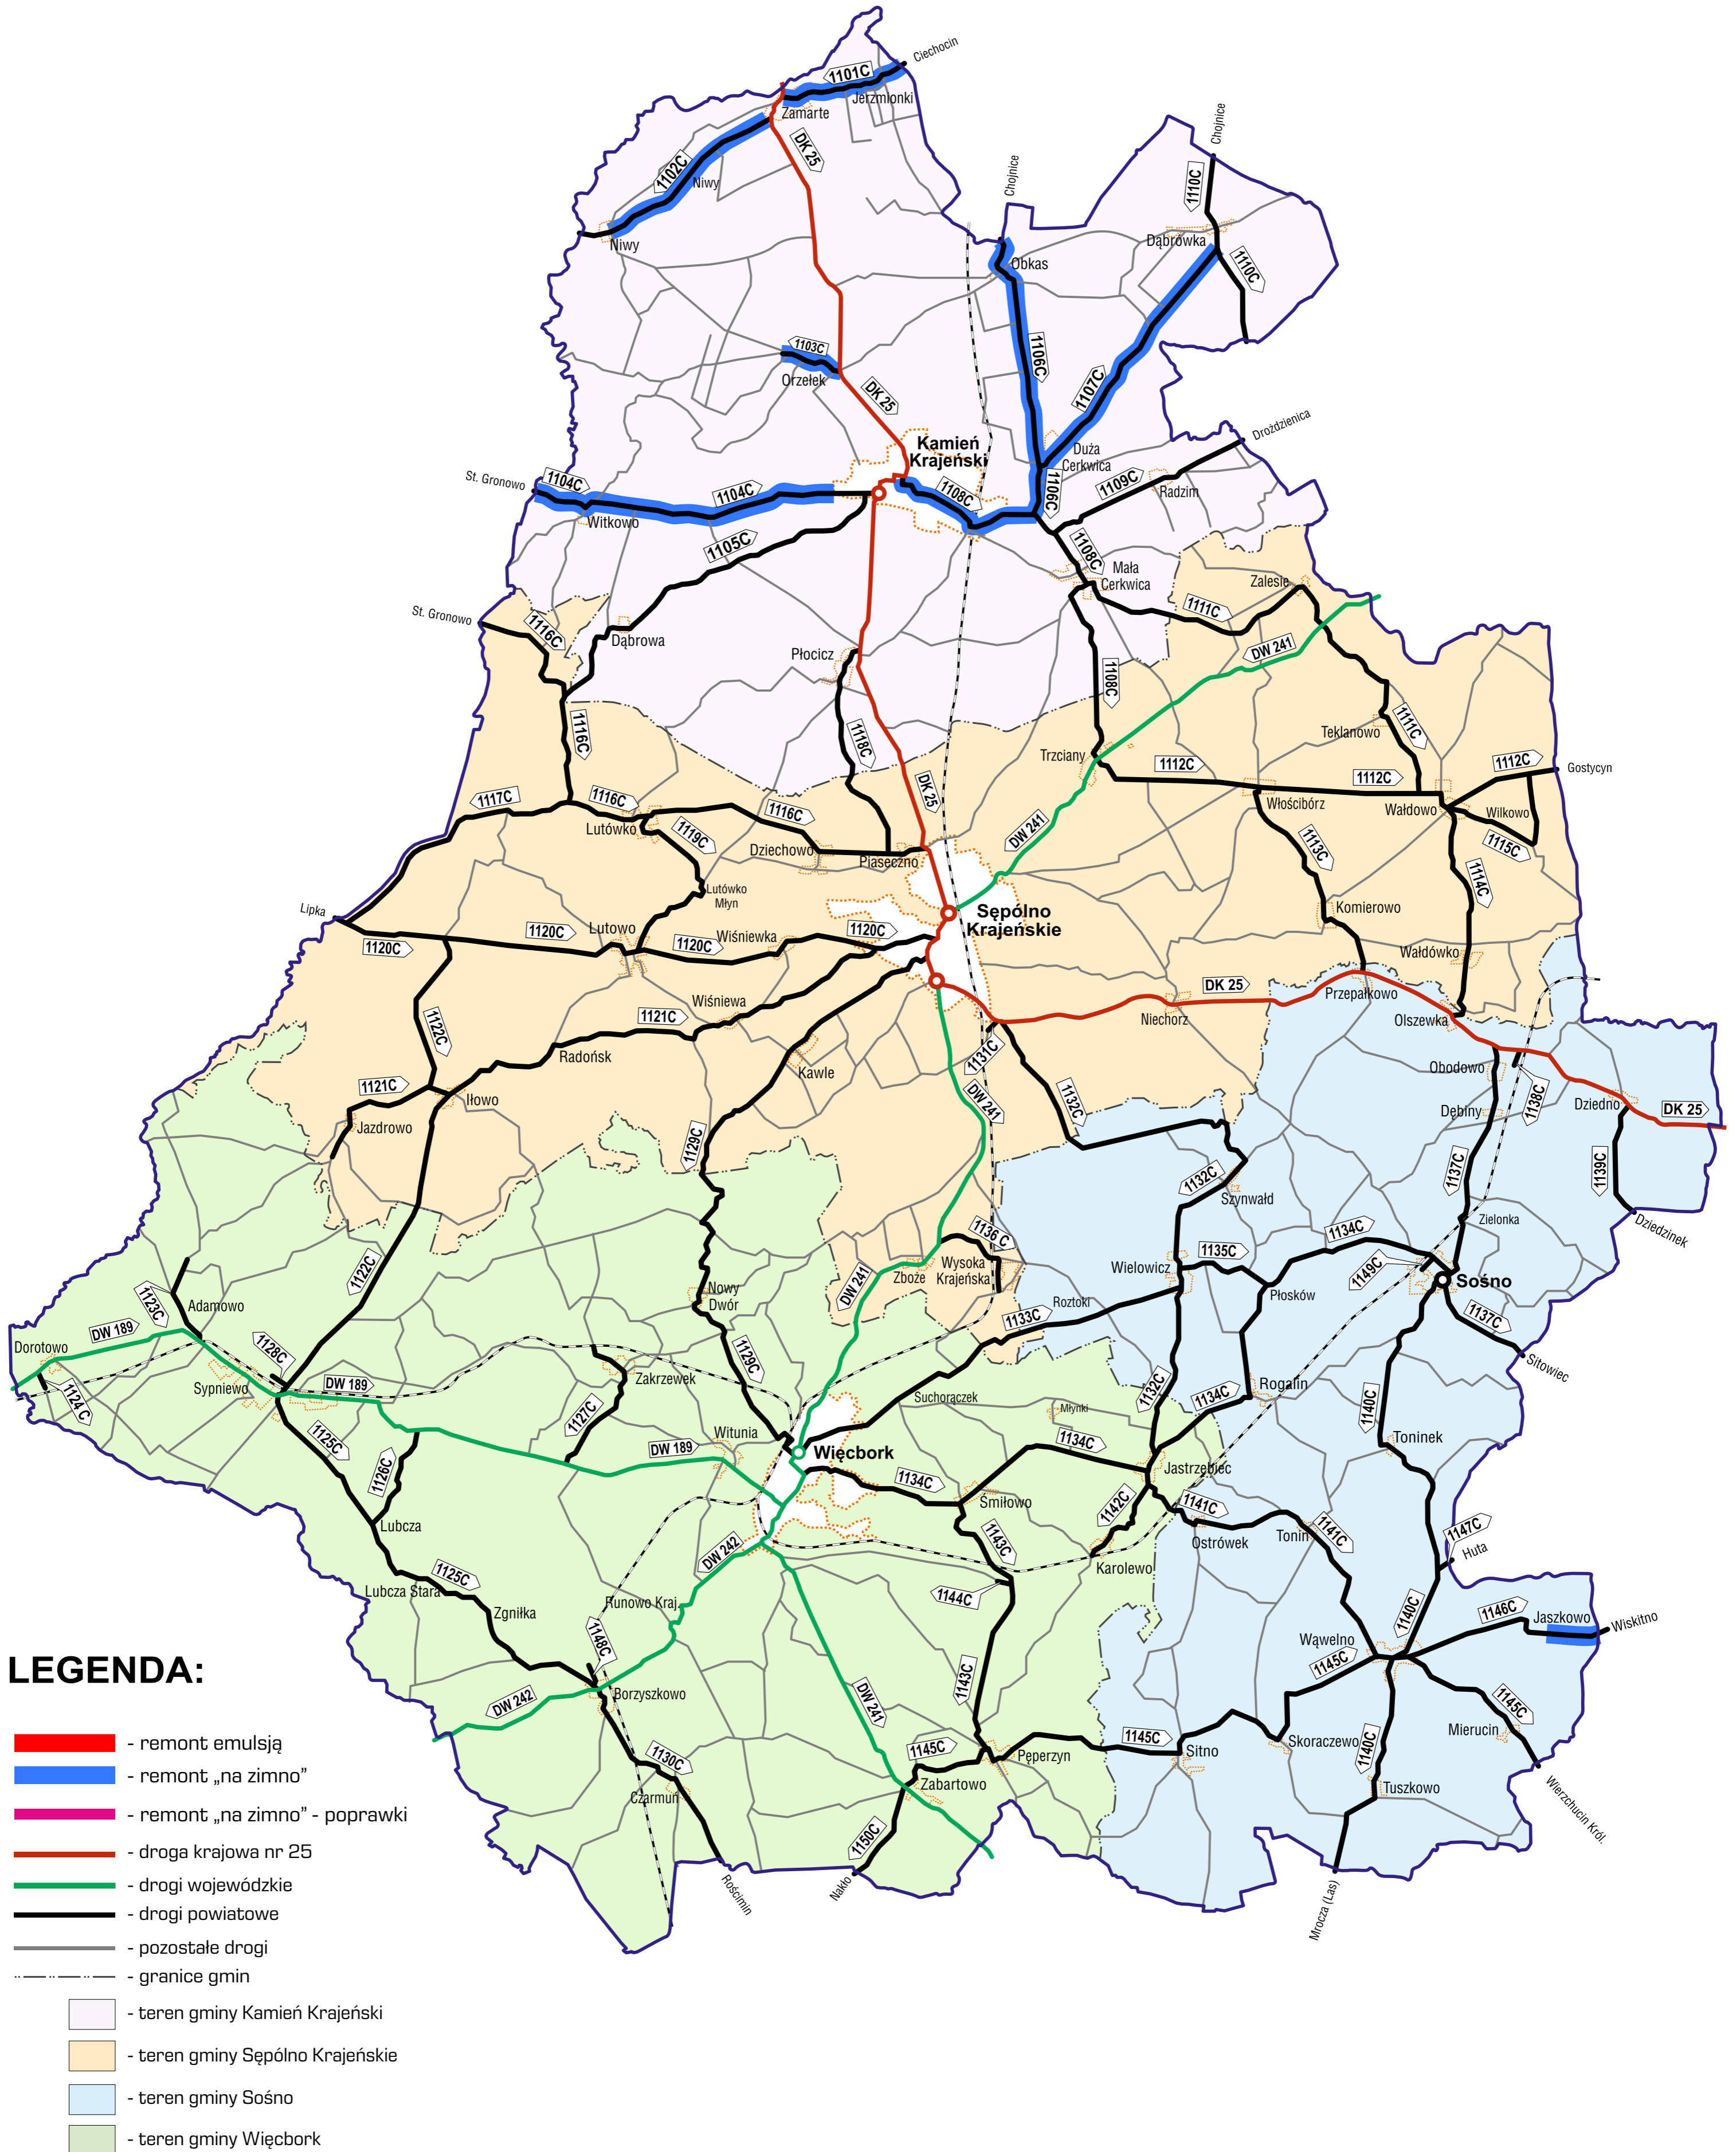 Ciechocin
1101C
Jerzmionki
Zamarte
DK 25
1102C
Niwy
Niwy
Chojnice
Chojnice
1110C
Dąbrówka
1110C
Obkas
1103C
Orzełek
1106C
1107C
DK 25
Kamień
Krajeński
Duża
Cerkwica
Drożdzienica
St. Gronowo
1104C
1104C
1108C
1106C
1109C
Radzim
Witkowo
1105C
1108C
Mała
Cerkwica
Zalesie
St. Gronowo
1116C
Dąbrowa
1111C
Płocicz
DW 241
1108C
1116C
1118C
Teklanowo
1111C
Trzciany
1112C
1112C
1112C
Gostycyn
DK 25
1117C
1116C
1116C
Włościbórz
Wałdowo
Wilkowo
Lutówko
1119C
Dziechowo
Piaseczno
DW 241
1113C
1115C
1114C
Lutówko
Młyn
Lipka
Sępólno
Krajeńskie
Komierowo
1120C
1120C
Lutowo
1120C
Wiśniewka
1120C
Wałdówko
Wiśniewa
DK 25
Przepałkowo
1121C
Niechorz
Olszewka
1122C
Radońsk
1131C
Kawle
Obodowo
1138C
1121C
Iłowo
DW 241
1132C
Dębiny
Dziedno
DK 25
Jazdrowo
1129C
1137C
1139C
1132C
Szynwałd
Dziedzinek
Zielonka
1136 C
1134C
1122C
Zboże
Wysoka
Krajeńska
Wielowicz
1135C
1149C
Sośno
1123C
Adamowo
Nowy
Dwór
DW 241
Roztoki
1133C
Płosków
1137C
DW 189
Dorotowo
1128C
1129C
Sitowiec
1124 C
Sypniewo
DW 189
Zakrzewek
Suchorączek
1132C
1134C
Rogalin
1127C
Młynki
1140C
1125C
Witunia
DW 189
Więcbork
1134C
Toninek
1126C
1134C
Jastrzębiec
Śmiłowo
1142C
1141C
Lubcza
1143C
Ostrówek
Tonin
1141C
1147C
Huta
DW 242
Karolewo
1125C
Lubcza Stara
1144C
Runowo Kraj.
Zgniłka
1140C
1146C
Jaszkowo
Wiskitno
1148C
Wąwelno
1145C
1143C
LEGENDA:
Borzyszkowo
DW 242
DW 241
1145C
Mierucin
- remont emulsją
1145C
1145C
Skoraczewo
1140C
Pęperzyn
Sitno
1130C
- remont „na zimno”
Zabartowo
Tuszkowo
Wierzchucin Król.
Czarmuń
- remont „na zimno” - poprawki
1150C
- droga krajowa nr 25
Rościmin
Nakło
- drogi wojewódzkie
Mrocza (Las)
- drogi powiatowe
- pozostałe drogi
- granice gmin
- teren gminy Kamień Krajeński
- teren gminy Sępólno Krajeńskie
- teren gminy Sośno
- teren gminy Więcbork